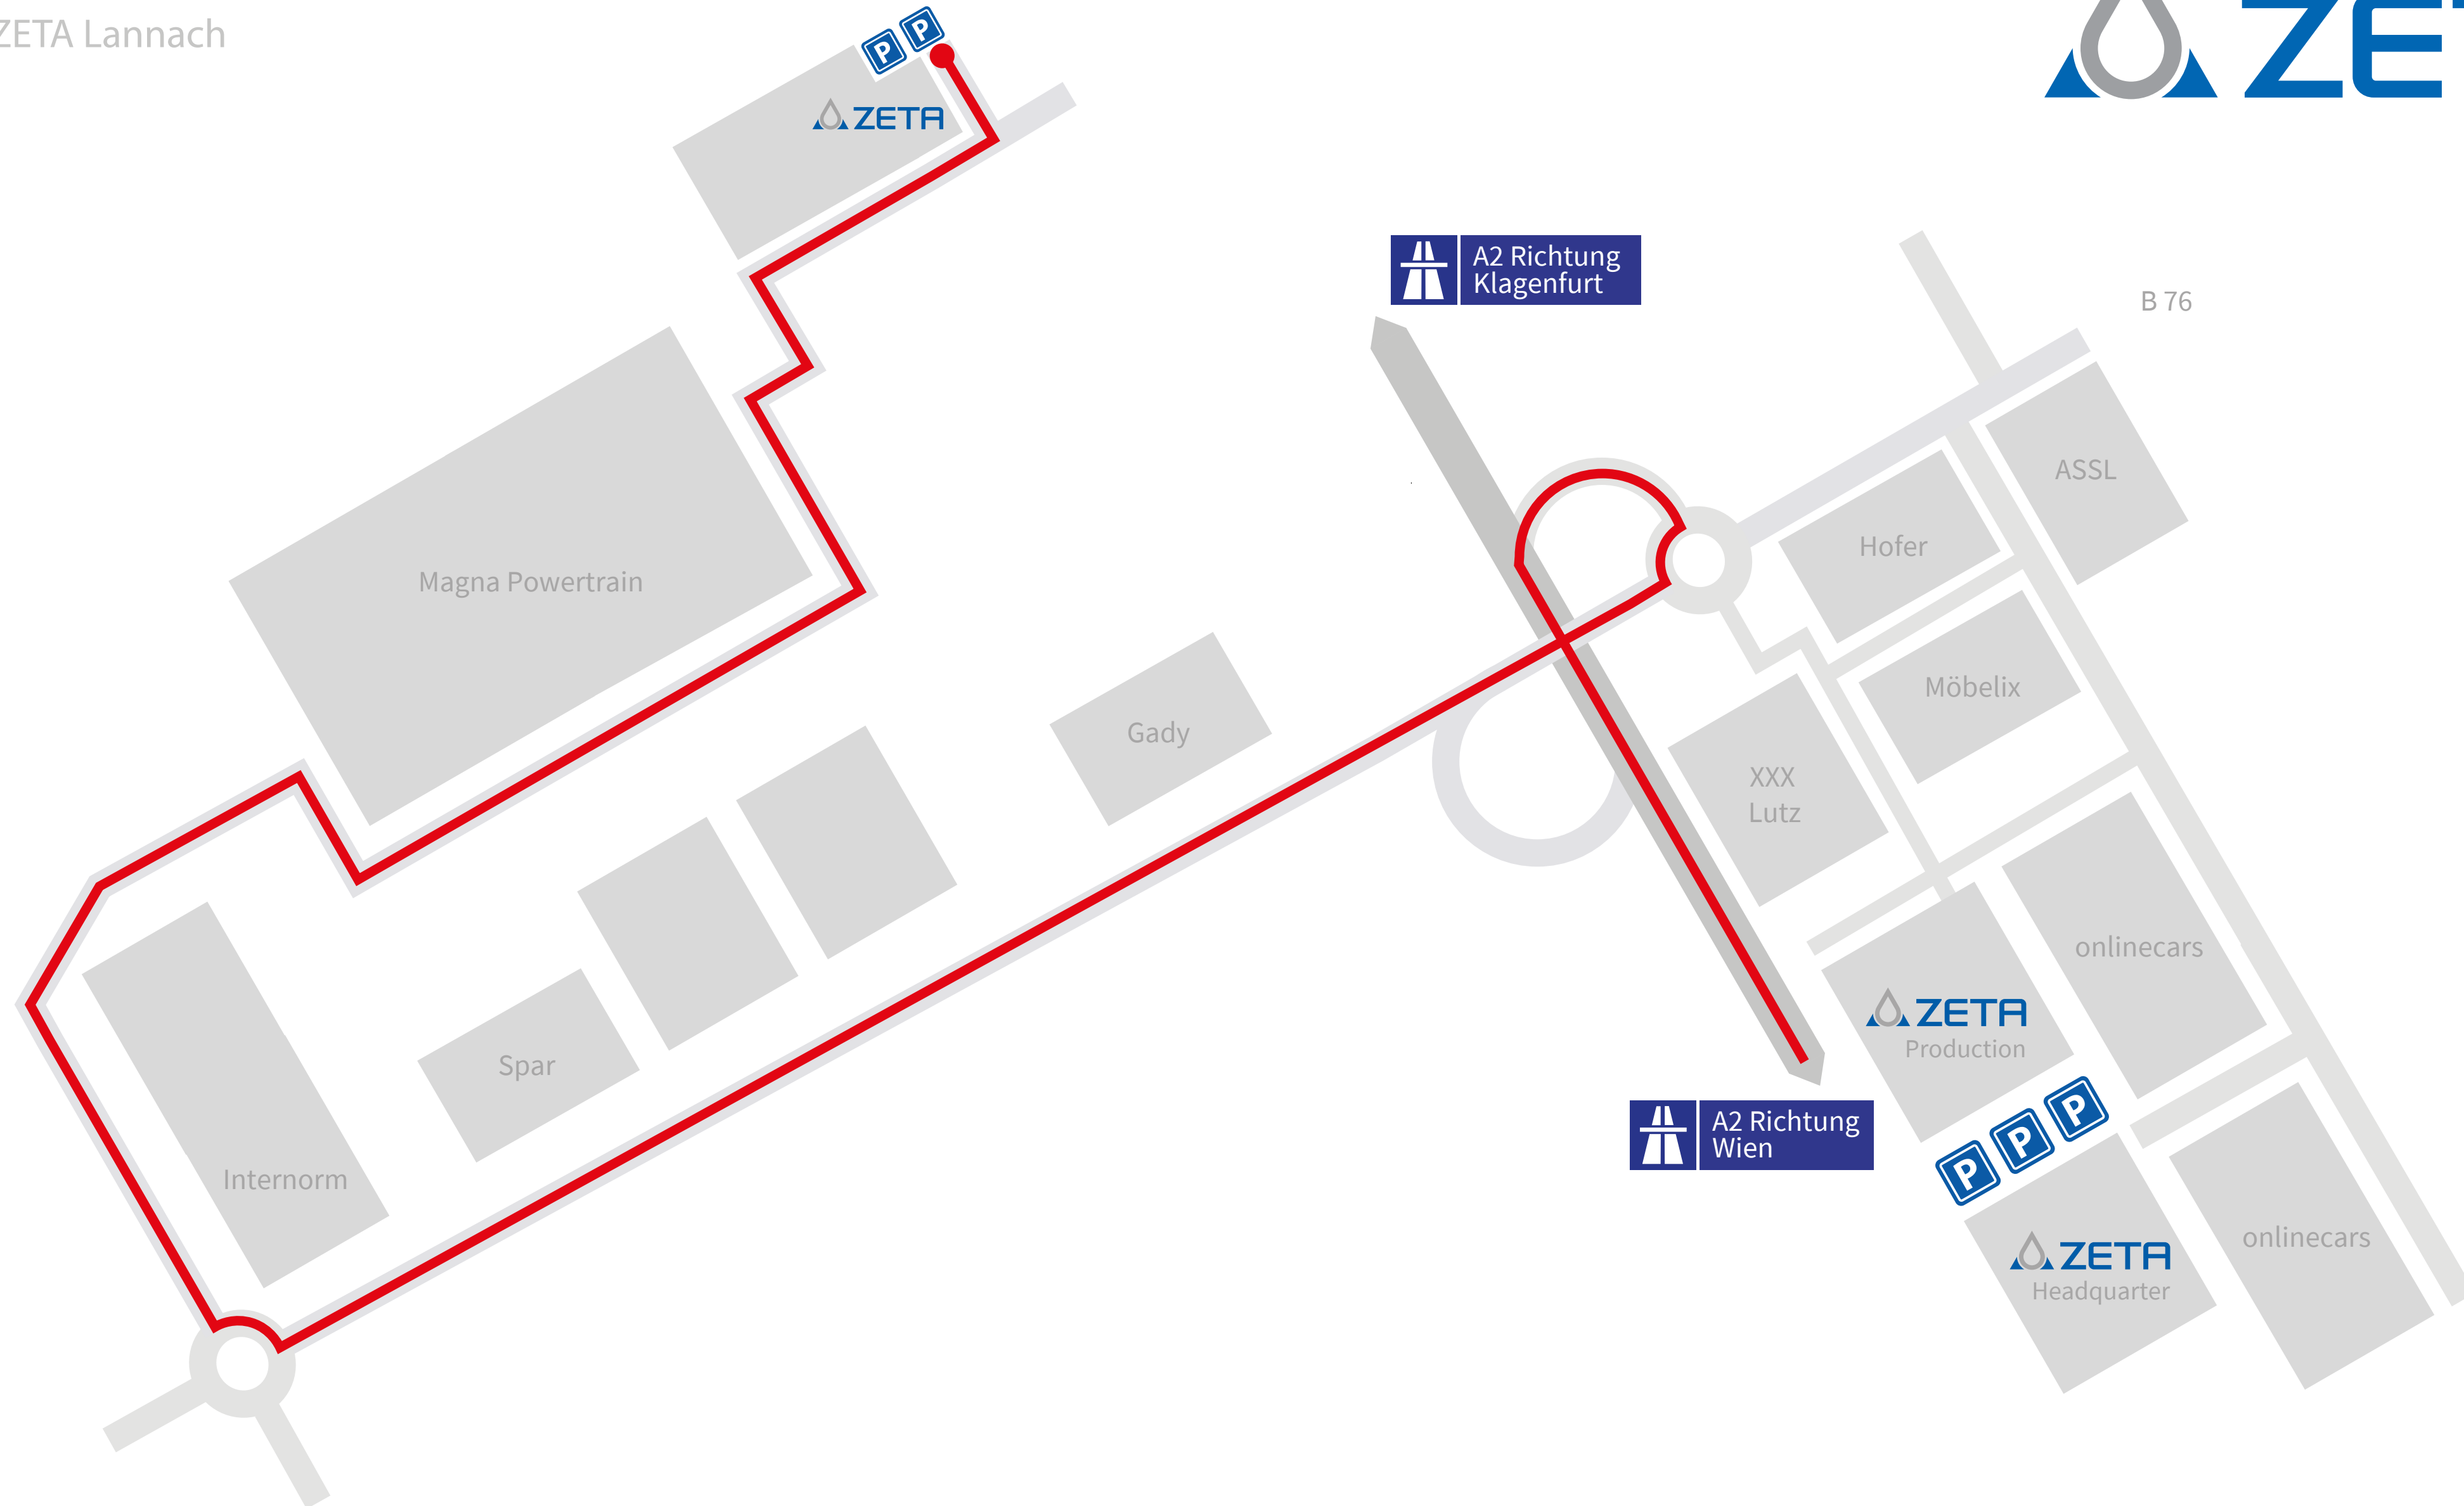 ZETA Lannach
P
P
ZETA
A2 Richtung
Klagenfurt
B 76
ASSL
Hofer
Magna Powertrain
Möbelix
Gady
XXX
Lutz
onlinecars
ZETA
Production
Spar
P
P
P
A2 Richtung
Wien
Internorm
onlinecars
ZETA
Headquarter